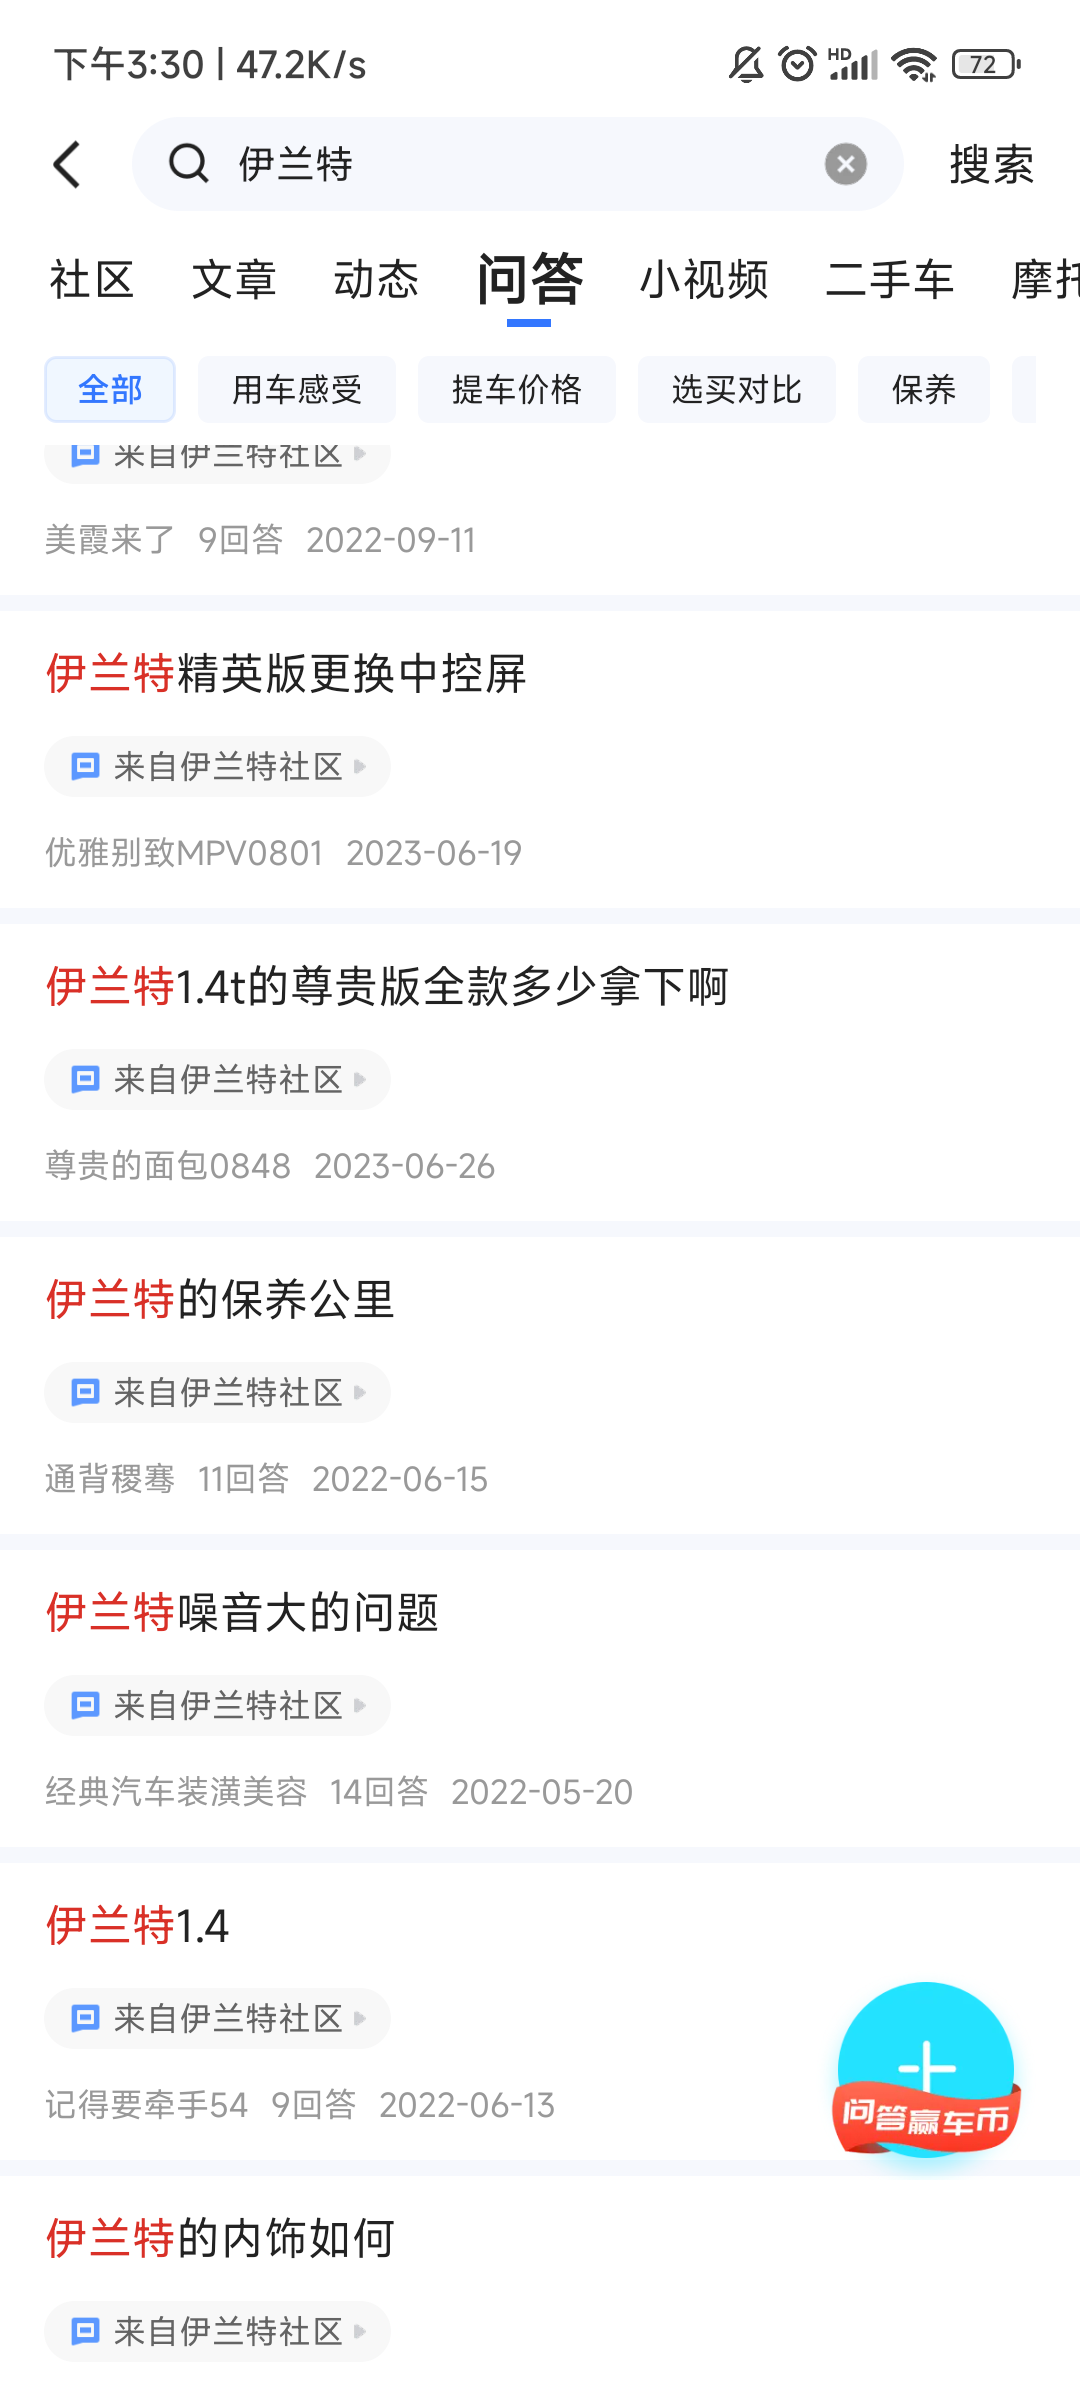 下午3:30 | 47.2K/s
HD
72
伊兰特
搜索
社区 文章 动态 问答 小视频 二手车 摩托
全部 用车感受 提车价格 选买对比 保养
来自伊兰特社区
美霞来了 9回答 2022-09-11
伊兰特精英版更换中控屏
来自伊兰特社区
优雅别致MPV0801 2023-06-19
伊兰特1.4t的尊贵版全款多少拿下啊
来自伊兰特社区
尊贵的面包0848 2023-06-26
伊兰特的保养公里
来自伊兰特社区
通背稷骞 11回答 2022-06-15
伊兰特噪音大的问题
来自伊兰特社区
经典汽车装潢美容 14回答 2022-05-20
伊兰特1.4
来自伊兰特社区
记得要牵手54 9回答 2022-06-13
问答赢车币
伊兰特的内饰如何
来自伊兰特社区